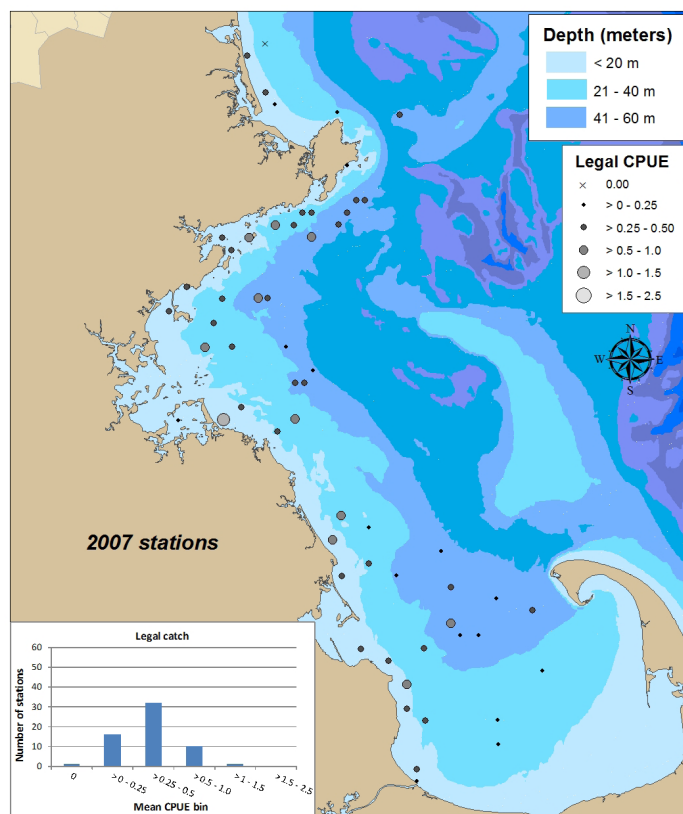 Depth (meters)
< 20 m
21 - 40 m
41 - 60 m
Legal CPUE
0.00
> 0 - 0.25
> 0.25 - 0.50
> 0.5 - 1.0
> 1.0 - 1.5
> 1.5 - 2.5
N
W E
S
2007 stations
Legal catch
Number of stations
60
50
40
30
20
10
0
0
> 0 - 0.25
> 0.25 - 0.5
> 0.5 - 1.0
> 1 - 1.5
> 1.5 - 2.5
Mean CPUE bin